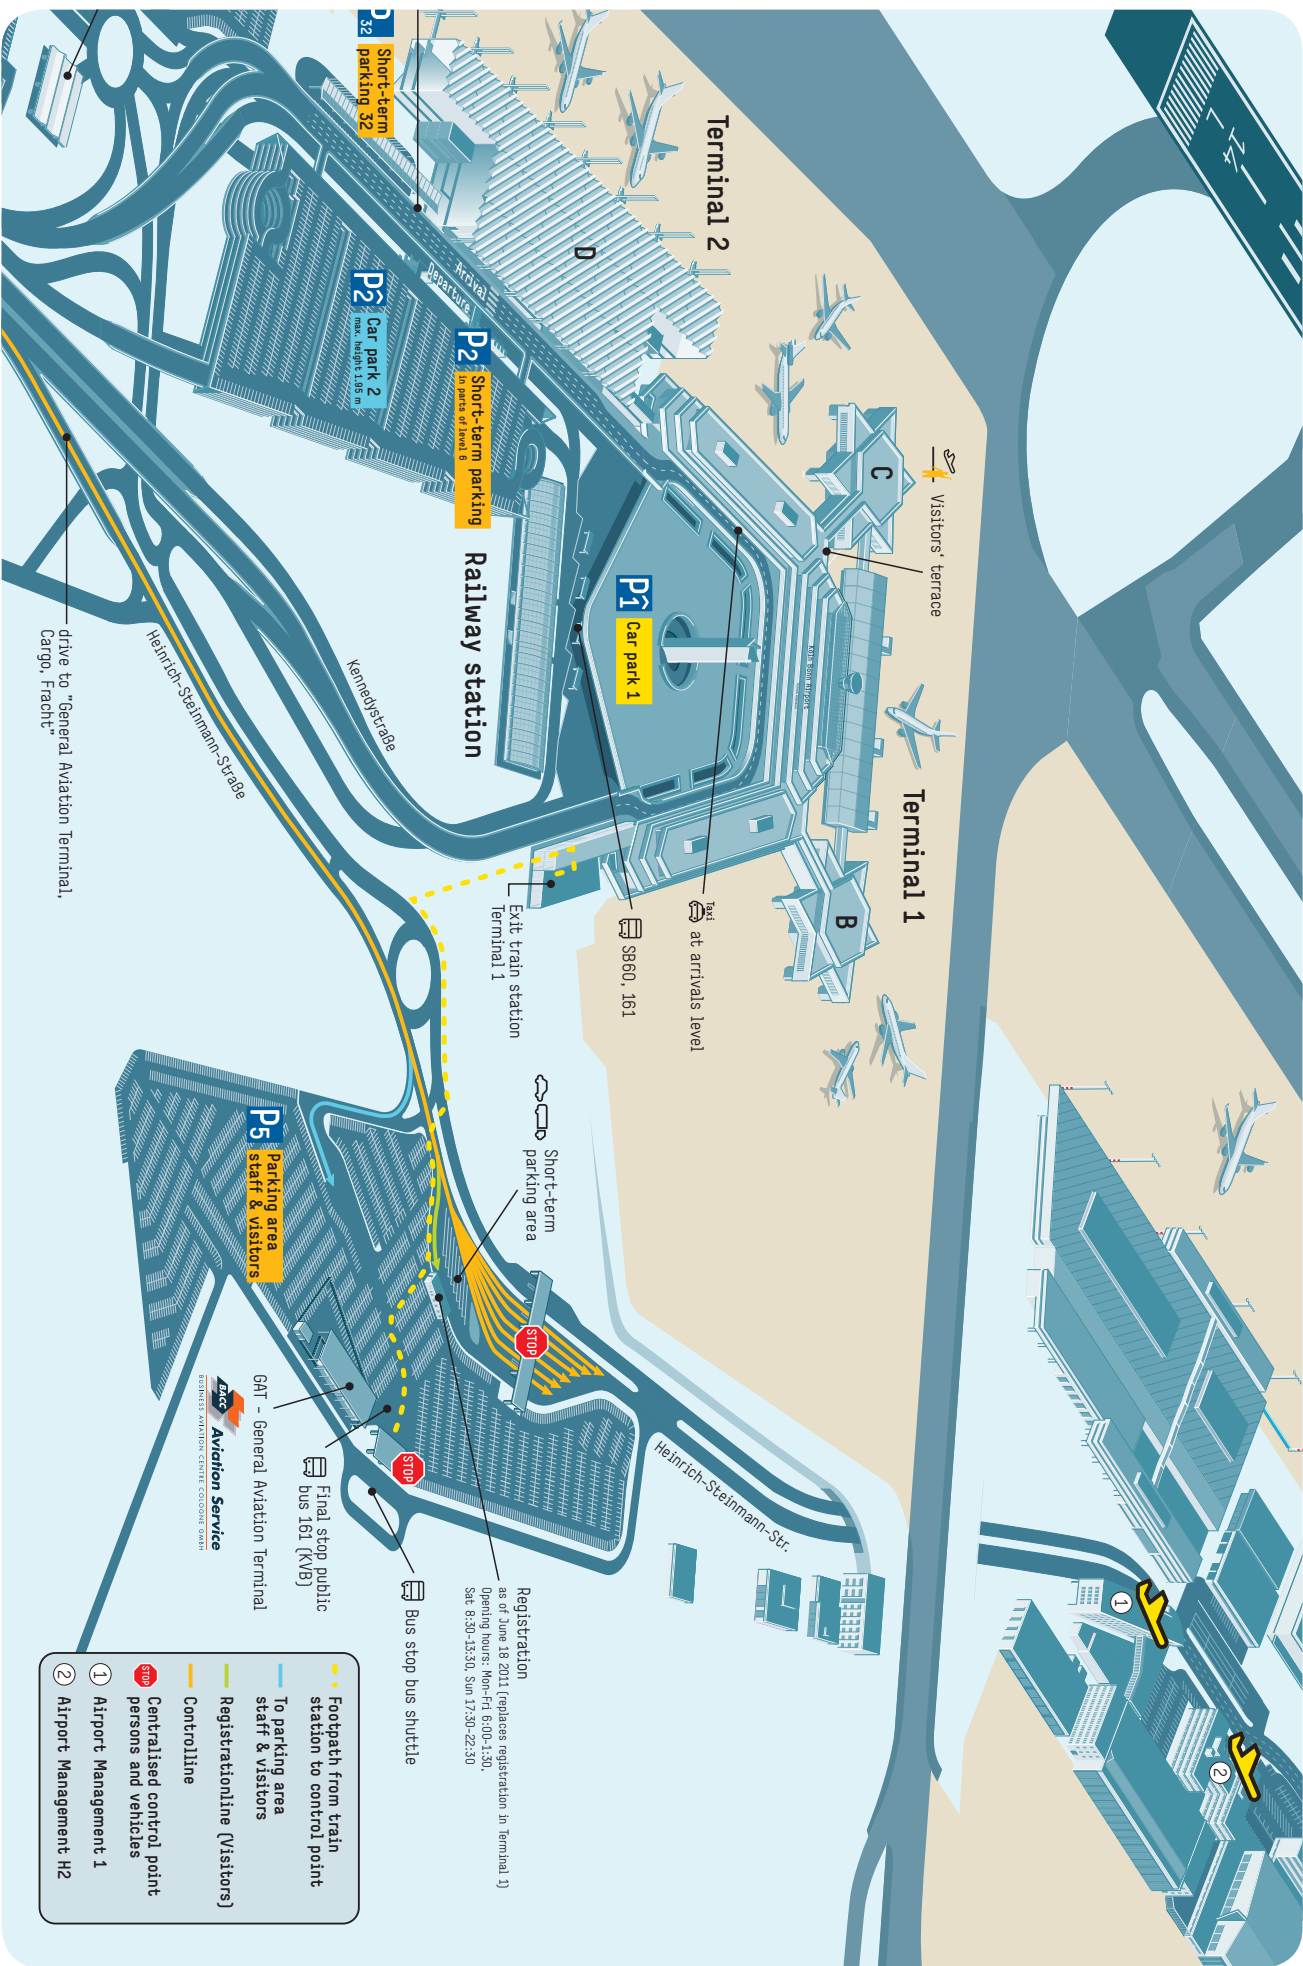 P
32
Short-term
parking 32
Terminal 2
D
Arrival
Departure
P2
Car park 2
max. height 1.95 m
P2
Short-term parking
in parts of level 6
C
Visitors' terrace
14L
Railway station
P1
Car park 1
Köln Bonn Airport
Terminal 1
B
Kennedystraße
Heinrich-Steinmann-Straße
drive to "General Aviation Terminal,
Cargo, Fracht"
Taxi
at arrivals level
SB60, 161
Exit train station
Terminal 1
Short-term
parking area
P5
Parking area
staff & visitors
STOP
STOP
Heinrich-Steinmann-Str.
GAT - General Aviation Terminal
BACC
Aviation Service
BUSINESS AVIATION CENTRE COLOGNE GMBH
Final stop public
bus 161 (KVB)
Bus stop bus shuttle
Registration
as of June 18 2011 (replaces registration in Terminal 1)
Opening hours: Mon-Fri 6:00-1:30,
Sat 8:30-13:30, Sun 17:30-22:30
1
2
Footpath from train
station to control point
To parking area
staff & visitors
Registrationline (Visitors)
Controlline
STOP
Centralised control point
persons and vehicles
1 Airport Management 1
2 Airport Management H2